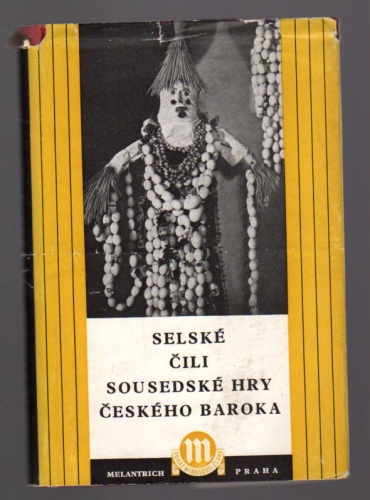 SELSKÉ
ČILI
SOUSEDSKÉ HRY
ČESKÉHO BAROKA
m
MELANTRICH PRAHA